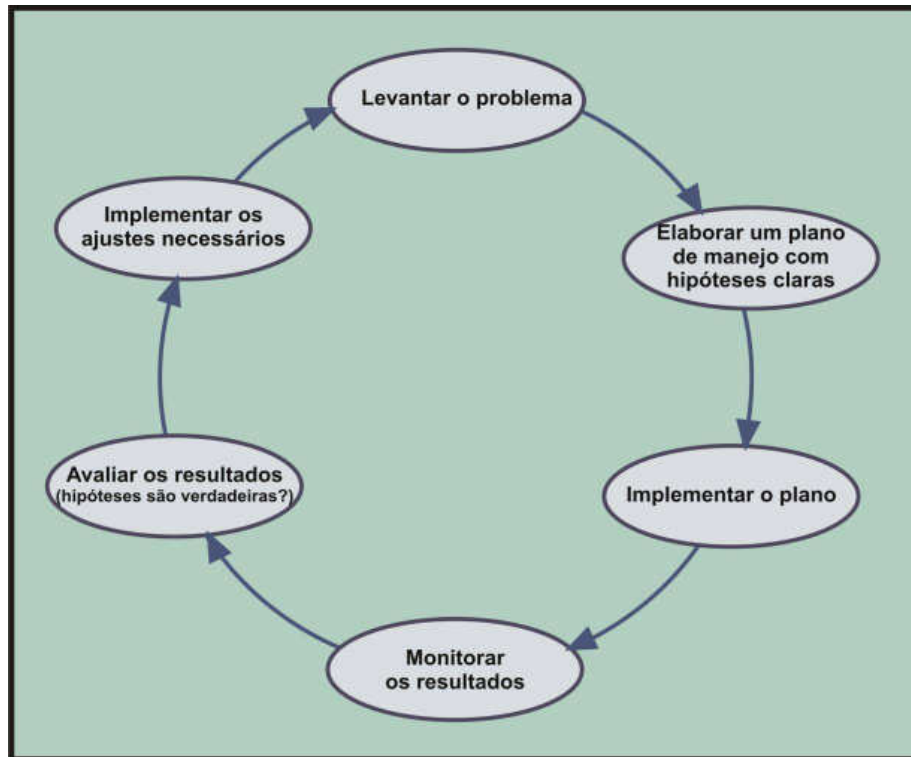 Levantar o problema
Elaborar um plano
de manejo com
hipóteses claras
Implementar o plano
Monitorar
os resultados
Avaliar os resultados
(hipóteses são verdadeiras?)
Implementar os
ajustes necessários